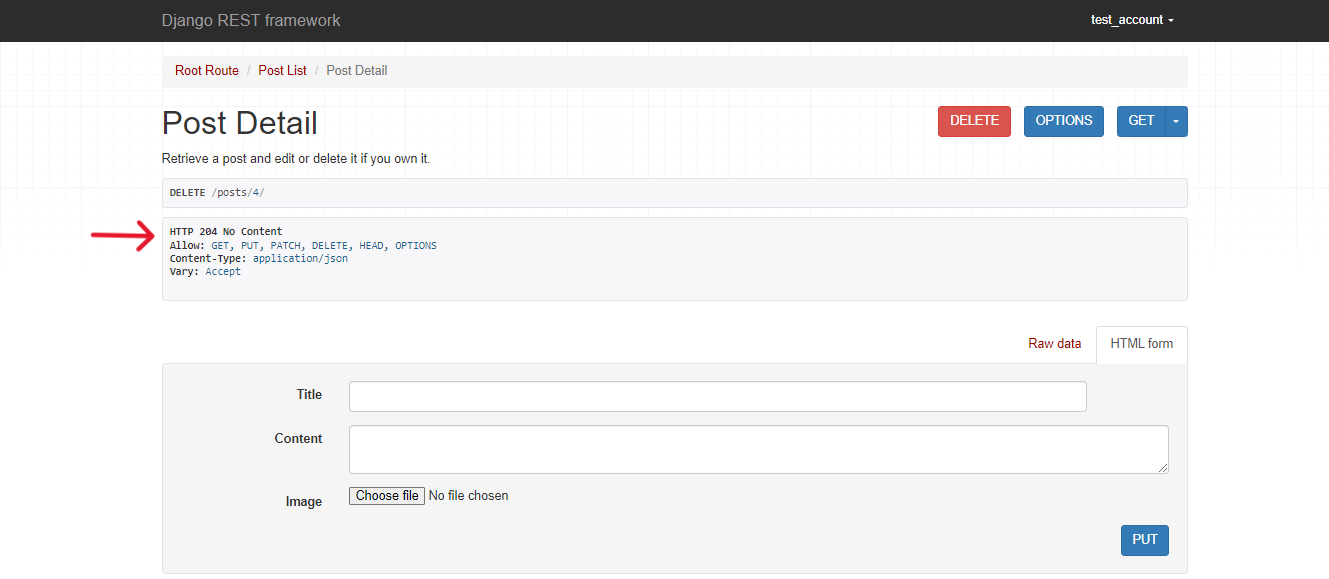 Django REST framework
test_account
Root Route / Post List / Post Detail
Post Detail
DELETE
OPTIONS
GET
Retrieve a post and edit or delete it if you own it.
DELETE /posts/4/
HTTP 204 No Content
Allow: GET, PUT, PATCH, DELETE, HEAD, OPTIONS
Content-Type: application/json
Vary: Accept
Raw data
HTML form
Title
Content
Image
Choose file No file chosen
PUT